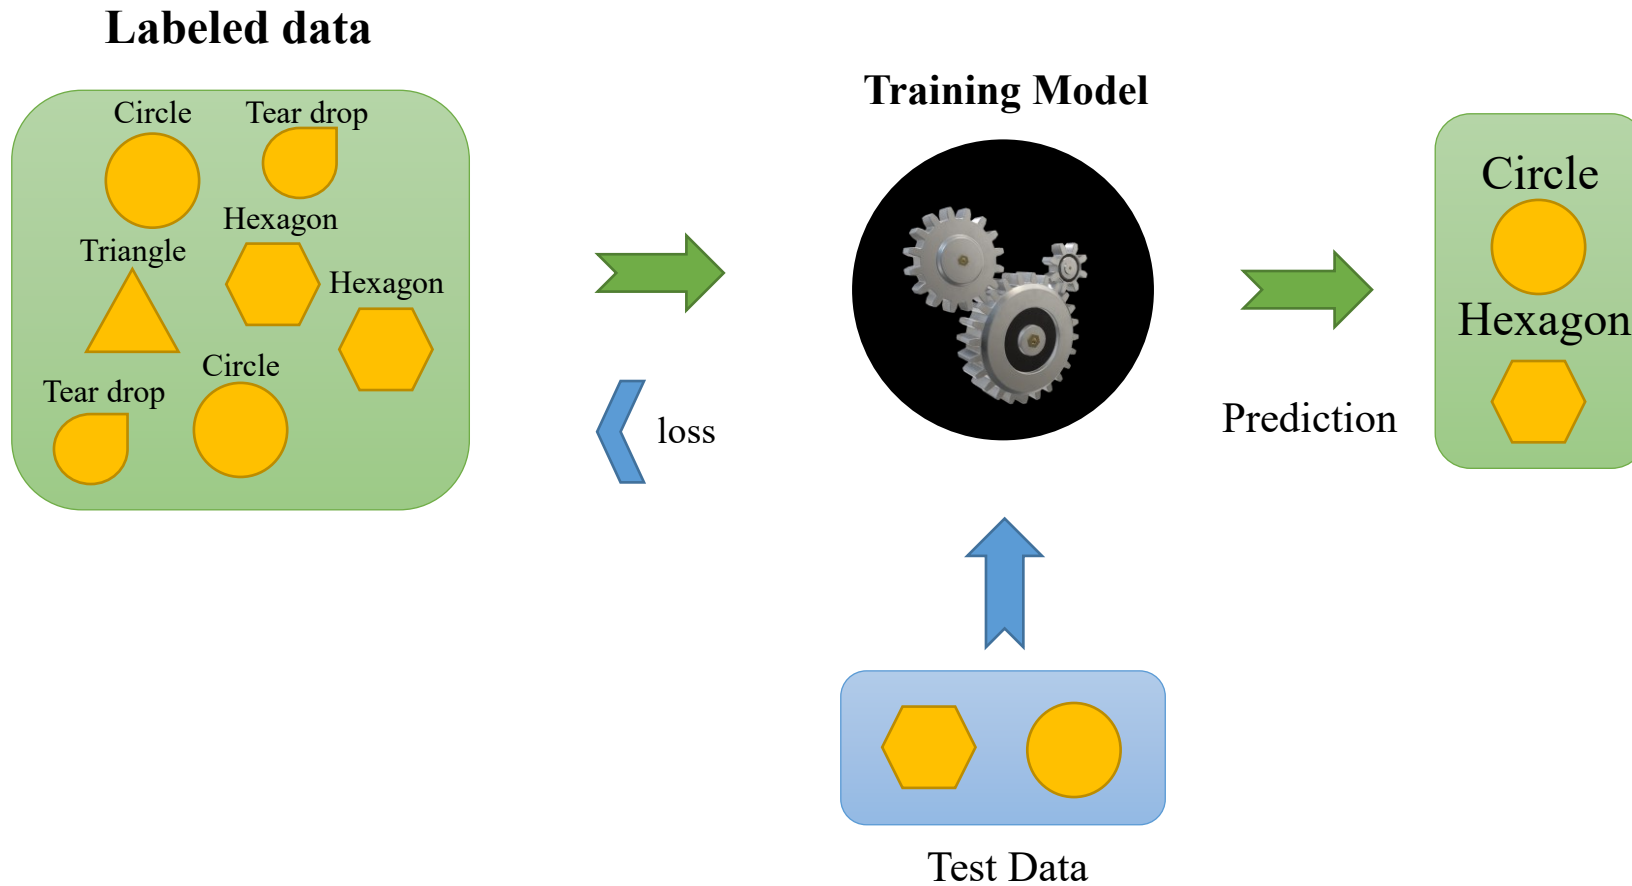 Labeled data
Circle
Tear drop
Hexagon
Triangle
Hexagon
Circle
Tear drop
loss
Training Model
Prediction
Circle
Hexagon
Test Data